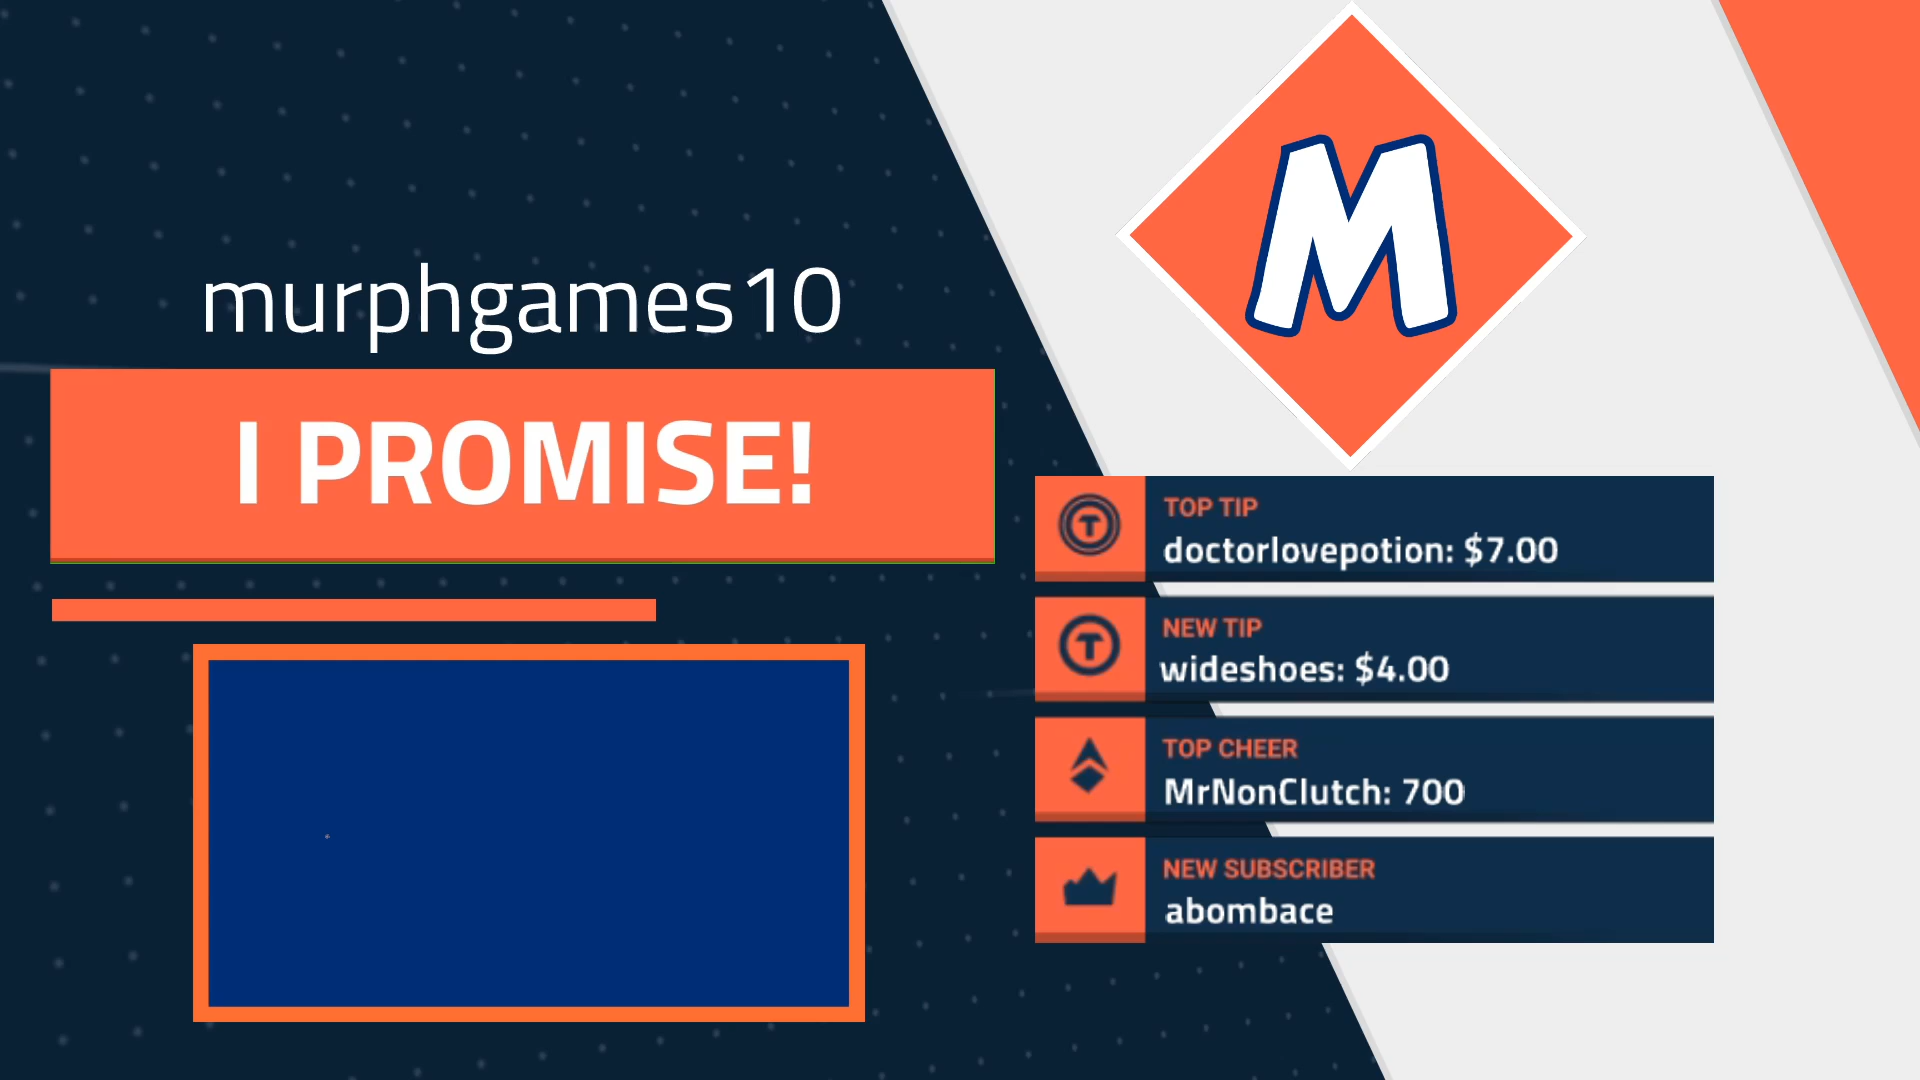 murphgames10
I PROMISE!
M
TOP TIP
doctorlovepotion: $7.00
NEW TIP
wideshoes: $4.00
TOP CHEER
MrNonClutch: 700
NEW SUBSCRIBER
abombace